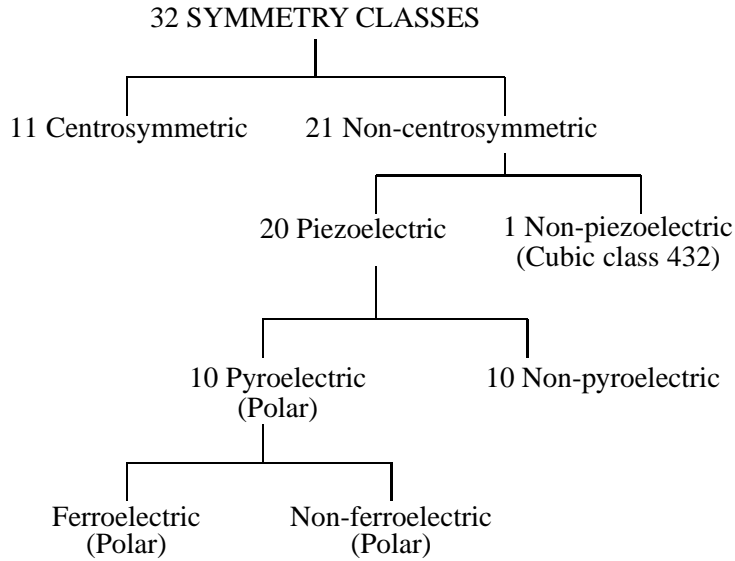 32 SYMMETRY CLASSES
11 Centrosymmetric
21 Non-centrosymmetric
20 Piezoelectric
1 Non-piezoelectric
(Cubic class 432)
10 Pyroelectric
(Polar)
10 Non-pyroelectric
Ferroelectric
(Polar)
Non-ferroelectric
(Polar)